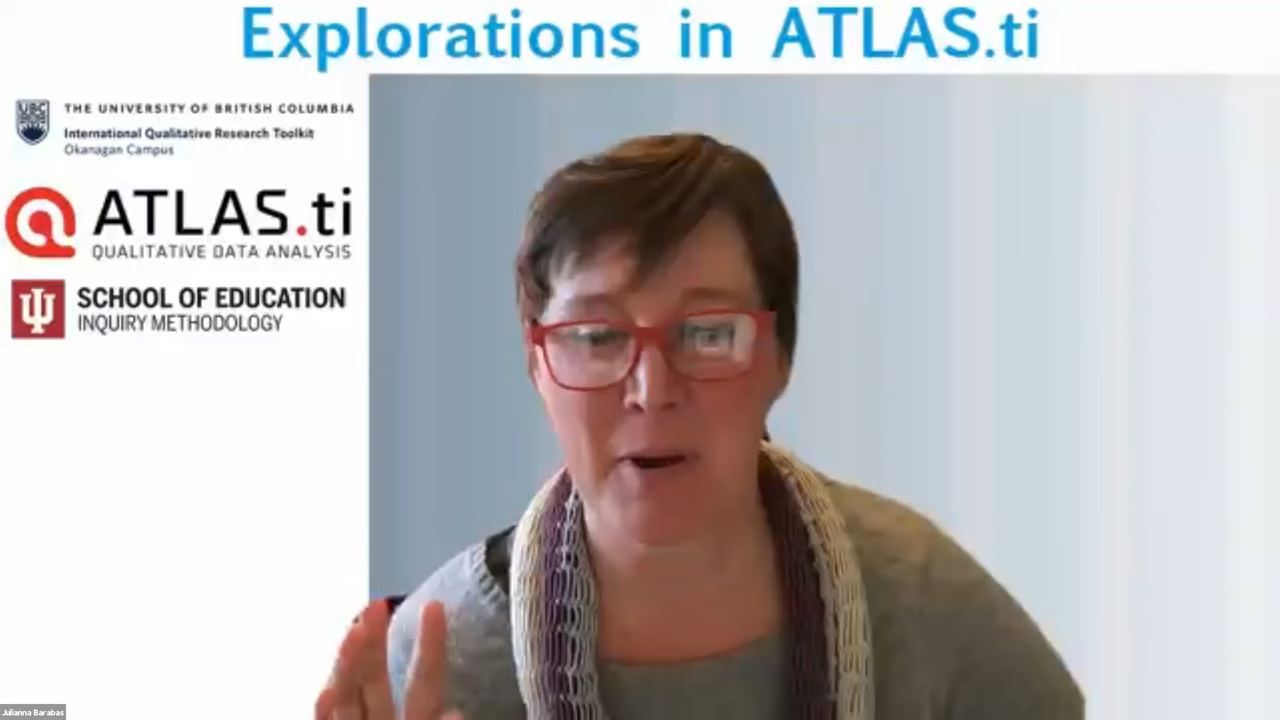 Explorations in ATLAS.ti
UBC
THE UNIVERSITY OF BRITISH COLUMBIA
International Qualitative Research Toolkit
Okanagan Campus
ATLAS.ti
QUALITATIVE DATA ANALYSIS
SCHOOL OF EDUCATION
INQUIRY METHODOLOGY
Julianna Barabas